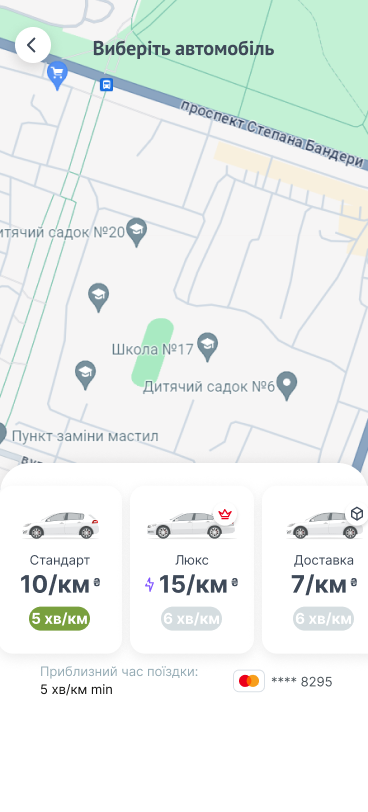 Виберіть автомобіль
проспект Степана Бандери
итячий садок №20
Школа №17
Дитячий садок №6
Пункт заміни мастил
Стандарт
10/км ₴
5 хв/км
Люкс
15/км ₴
6 хв/км
Доставка
7/км ₴
6 хв/км
Приблизний час поїздки:
5 хв/км min
**** 8295